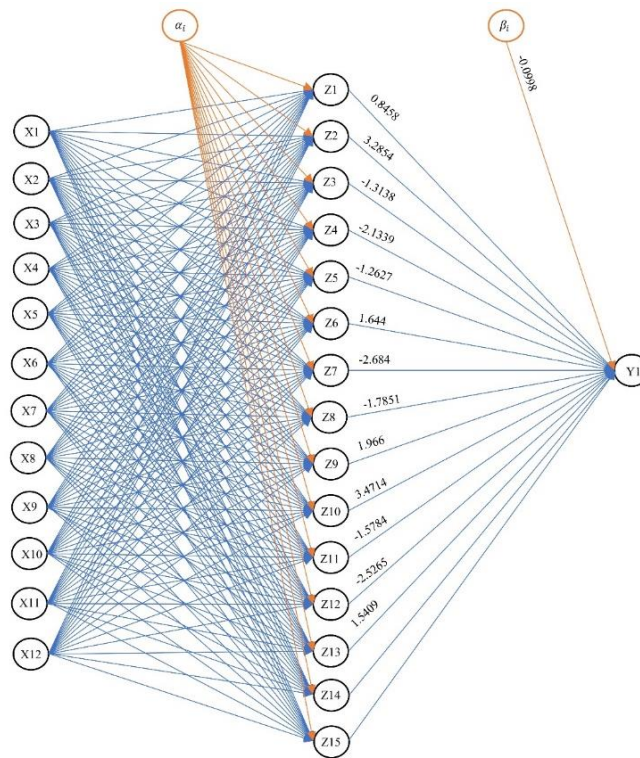 αᵢ
βᵢ
-0.0998
X1
X2
X3
X4
X5
X6
X7
X8
X9
X10
X11
X12
Z1
Z2
Z3
Z4
Z5
Z6
Z7
Z8
Z9
Z10
Z11
Z12
Z13
Z14
Z15
0.8458
3.2854
-1.3138
-2.1339
-1.2627
1.644
-2.684
-1.7851
1.966
3.4714
-1.5784
-2.5265
1.5409
Y1